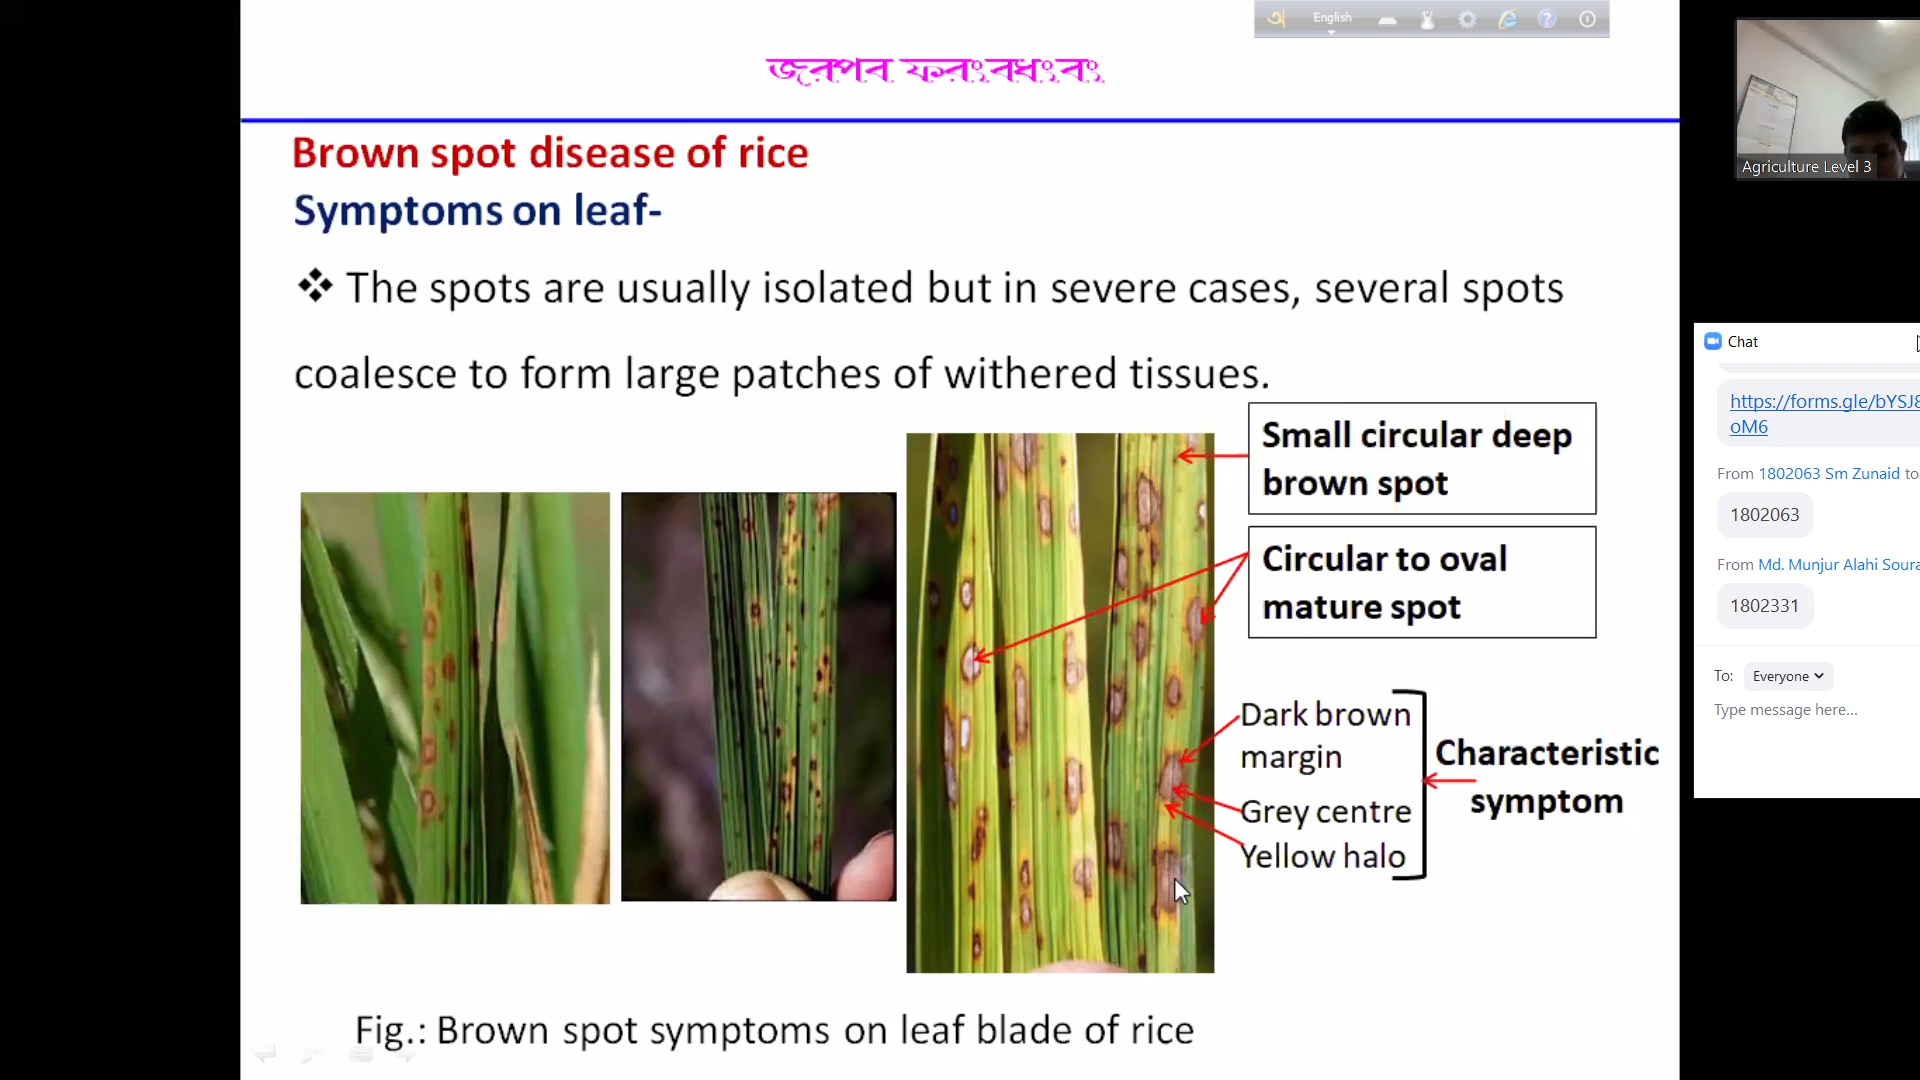 English
জরপব ফরংবধংবং
Brown spot disease of rice
Symptoms on leaf-
❖ The spots are usually isolated but in severe cases, several spots
coalesce to form large patches of withered tissues.
Small circular deep
brown spot
Circular to oval
mature spot
Dark brown
margin
Grey centre
Yellow halo
Characteristic
symptom
Fig.: Brown spot symptoms on leaf blade of rice
Agriculture Level 3
Chat
https://forms.gle/bYSJ8
oM6
From 1802063 Sm Zunaid to
1802063
From Md. Munjur Alahi Soura
1802331
To: Everyone
Type message here...